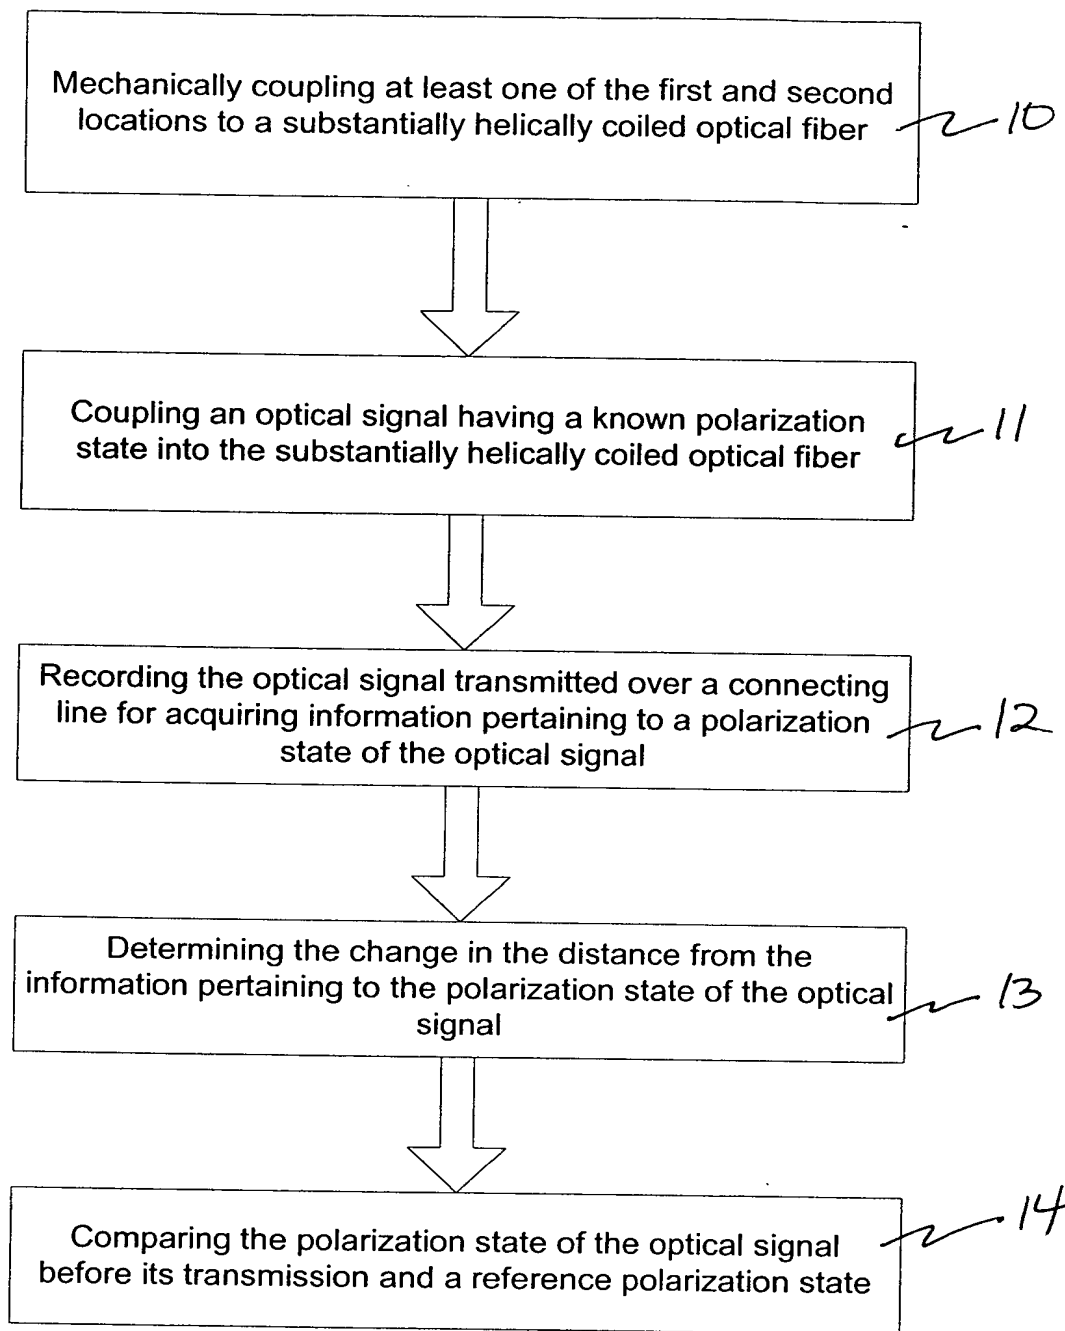 Mechanically coupling at least one of the first and second
locations to a substantially helically coiled optical fiber
10
Coupling an optical signal having a known polarization
state into the substantially helically coiled optical fiber
11
Recording the optical signal transmitted over a connecting
line for acquiring information pertaining to a polarization
state of the optical signal
12
Determining the change in the distance from the
information pertaining to the polarization state of the optical
signal
13
Comparing the polarization state of the optical signal
before its transmission and a reference polarization state
14